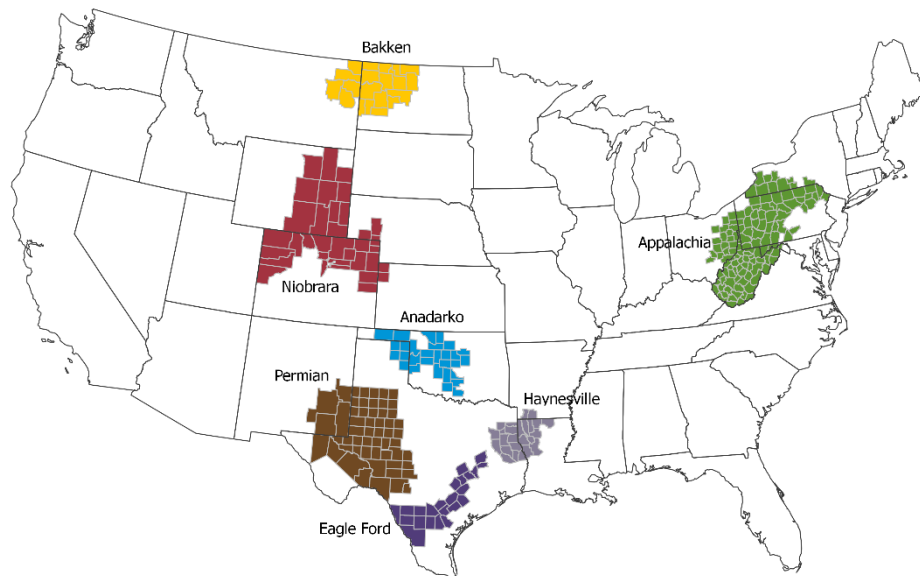 Bakken
Appalachia
Niobrara
Anadarko
Permian
Haynesville
Eagle Ford